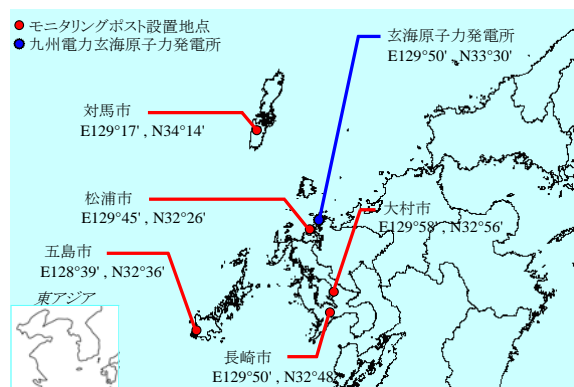 モニタリングポスト設置地点
九州電力玄海原子力発電所
玄海原子力発電所
E129°50' , N33°30'
対馬市
E129°17' , N34°14'
松浦市
E129°45' , N32°26'
大村市
E129°58' , N32°56'
五島市
E128°39' , N32°36'
東アジア
長崎市
E129°50' , N32°48'